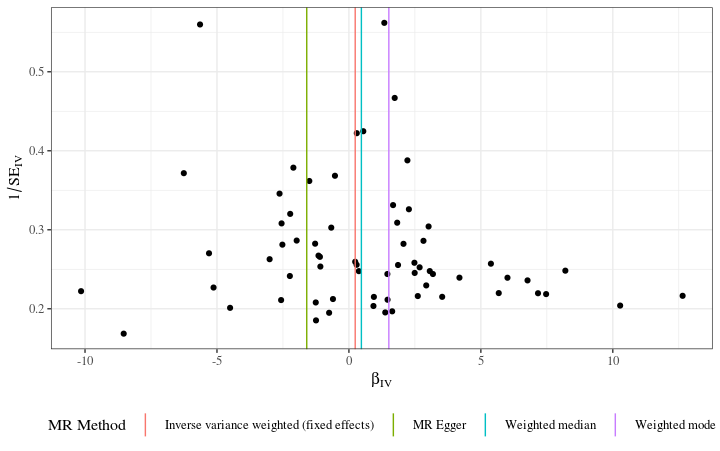 0.5
0.4
0.3
0.2
1/SE_IV
-10 -5 0 5 10
β_IV
MR Method Inverse variance weighted (fixed effects) MR Egger Weighted median Weighted mode